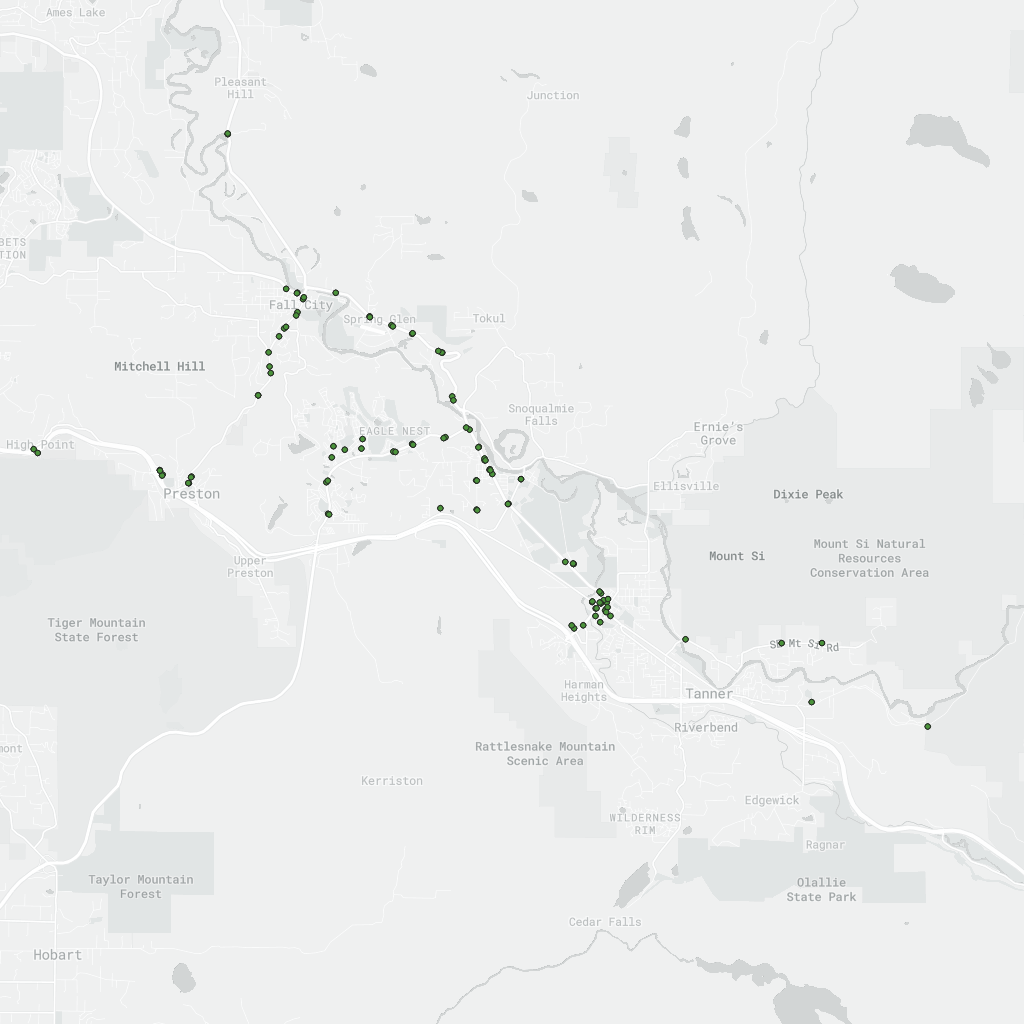 Ames Lake
Pleasant
Hill
Junction
BETS
TION
Fall City
Spring Glen
Tokul
Mitchell Hill
Snoqualmie
Falls
EAGLE NEST
Ernie's
Grove
High Point
Preston
Ellisville
Dixie Peak
Mount Si
Mount Si Natural
Resources
Conservation Area
Upper
Preston
Tiger Mountain
State Forest
SE Mt Si Rd
Harman
Heights
Tanner
Riverbend
mont
Rattlesnake Mountain
Scenic Area
Kerriston
Edgewick
WILDERNESS
RIM
Ragnar
Taylor Mountain
Forest
Olallie
State Park
Cedar Falls
Hobart